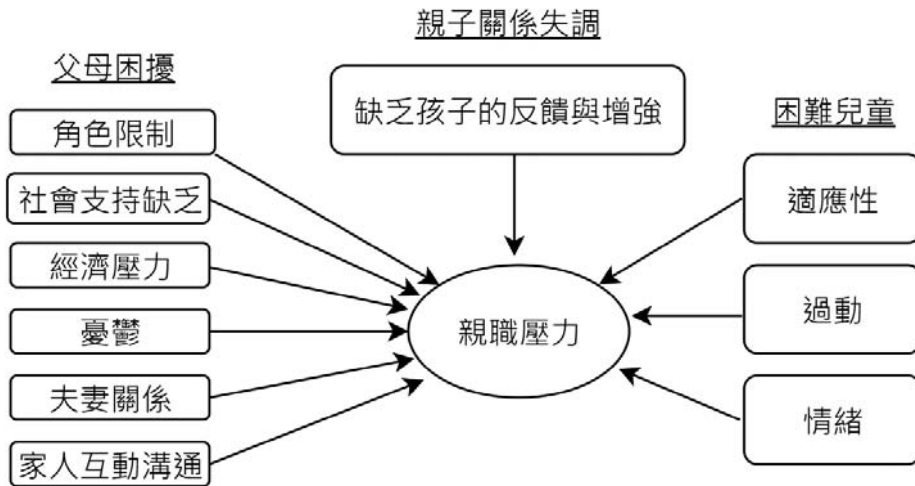 親子關係失調
缺乏孩子的反饋與增強
父母困擾
角色限制
社會支持缺乏
經濟壓力
憂鬱
夫妻關係
家人互動溝通
親職壓力
困難兒童
適應性
過動
情緒